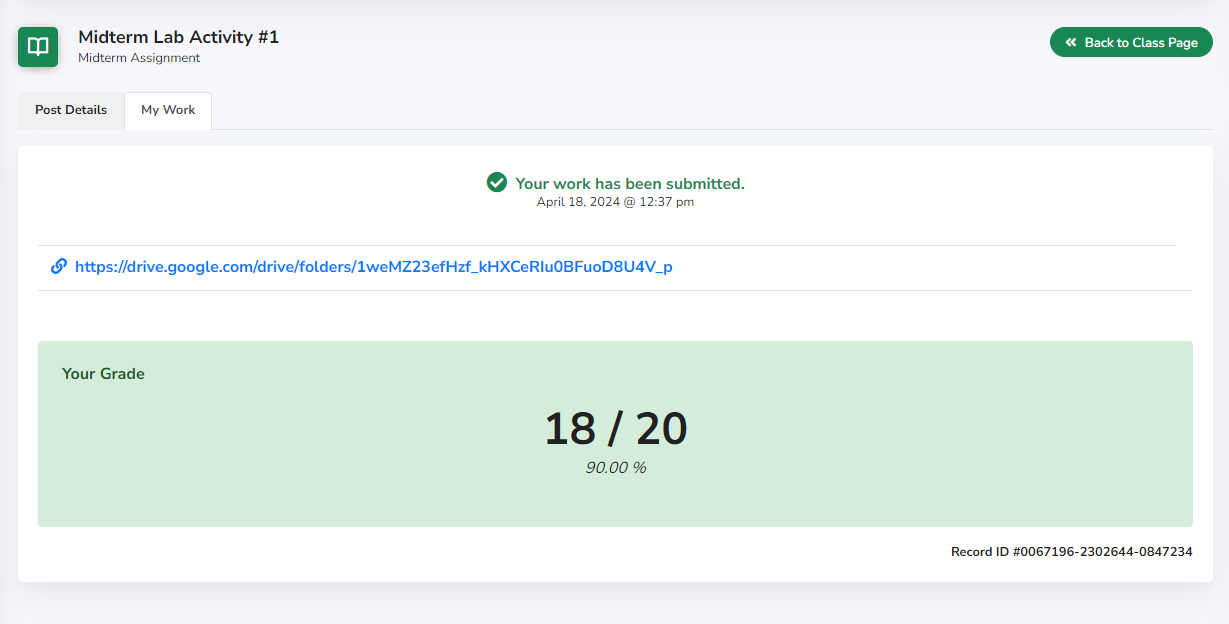 Midterm Lab Activity #1
Midterm Assignment
Back to Class Page
Post Details
My Work
Your work has been submitted.
April 18, 2024 @ 12:37 pm
https://drive.google.com/drive/folders/1weMZ23efHzf_kHXCeRIu0BFuoD8U4V_p
Your Grade
18 / 20
90.00 %
Record ID #0067196-2302644-0847234